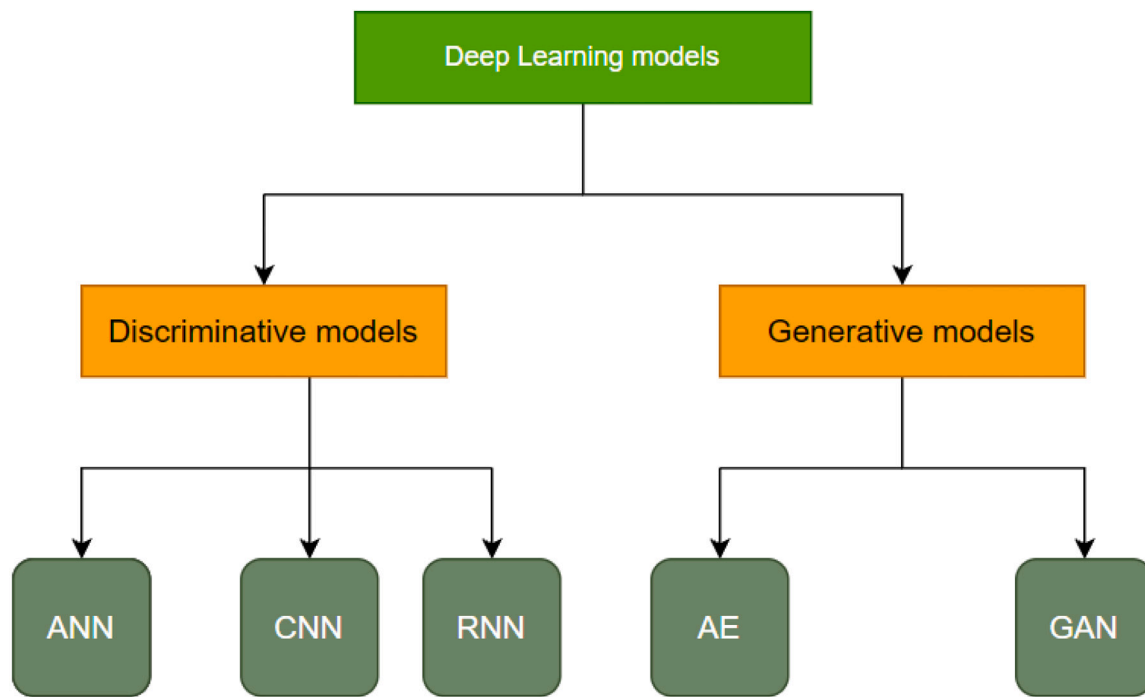 Deep Learning models
Discriminative models
Generative models
ANN
CNN
RNN
AE
GAN